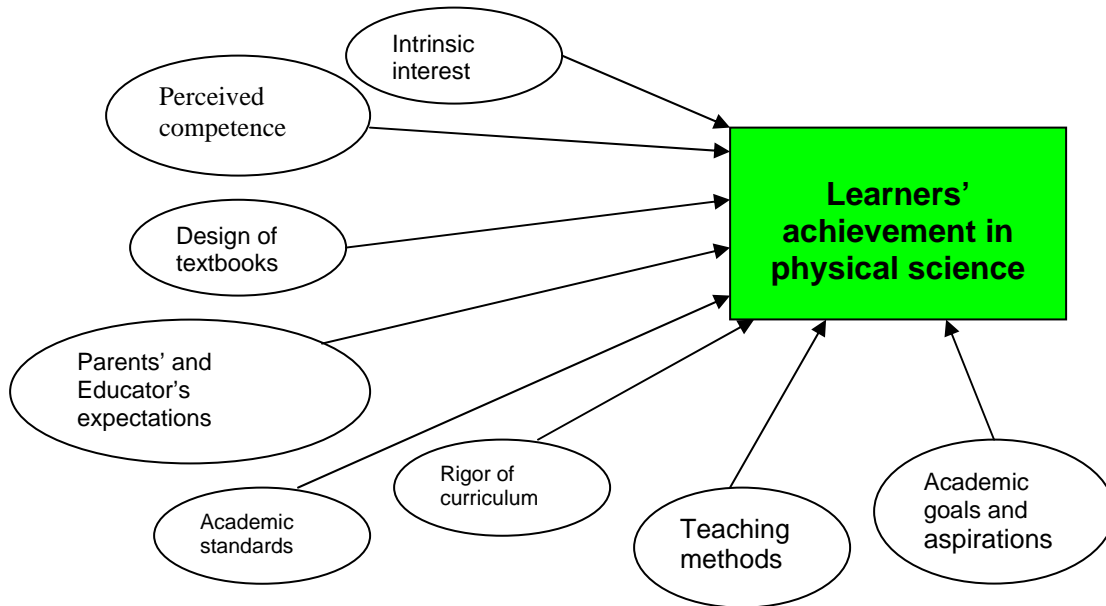 Intrinsic
interest
Perceived
competence
Learners’
achievement in
physical science
Design of
textbooks
Parents’ and
Educator’s
expectations
Rigor of
curriculum
Academic
goals and
aspirations
Academic
standards
Teaching
methods